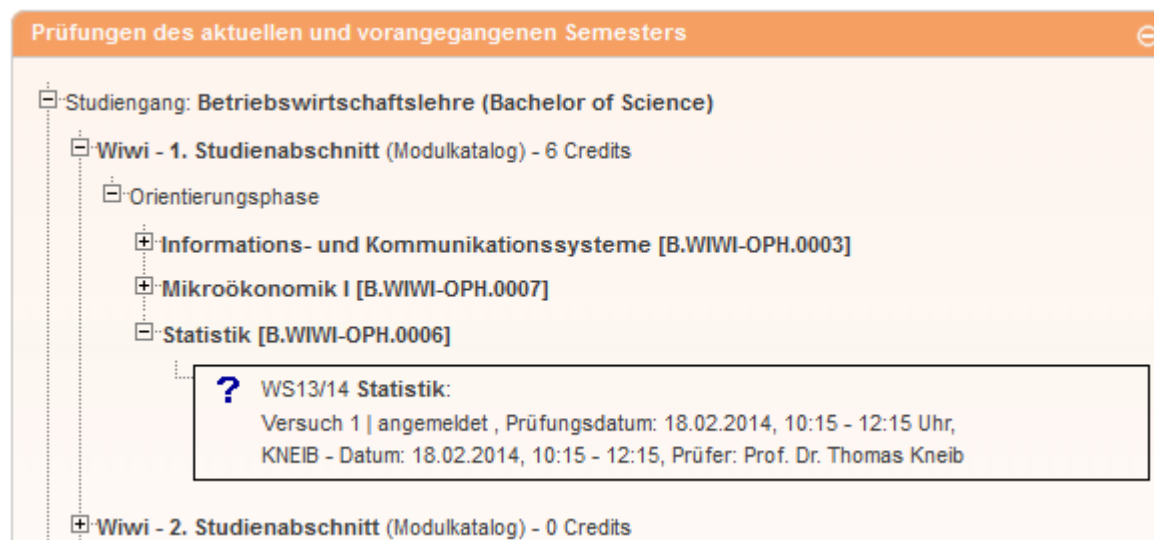 Prüfungen des aktuellen und vorangegangenen Semesters
Studiengang: Betriebswirtschaftslehre (Bachelor of Science)
Wiwi - 1. Studienabschnitt (Modulkatalog) - 6 Credits
Orientierungsphase
Informations- und Kommunikationssysteme [B.WIWI-OPH.0003]
Mikroökonomik I [B.WIWI-OPH.0007]
Statistik [B.WIWI-OPH.0006]
? WS13/14 Statistik:
Versuch 1 | angemeldet , Prüfungsdatum: 18.02.2014, 10:15 - 12:15 Uhr,
KNEIB - Datum: 18.02.2014, 10:15 - 12:15, Prüfer: Prof. Dr. Thomas Kneib
Wiwi - 2. Studienabschnitt (Modulkatalog) - 0 Credits